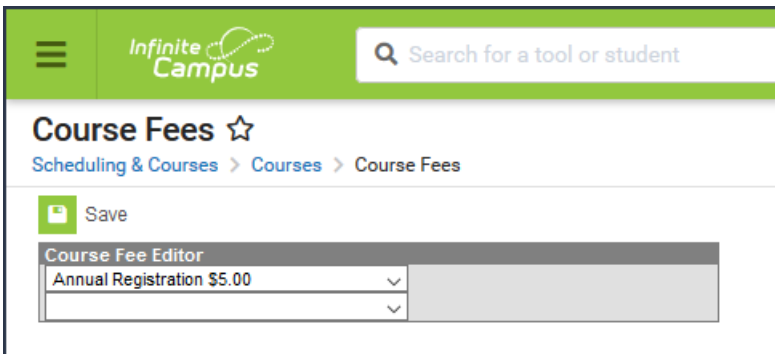 Infinite
Campus
Search for a tool or student
Course Fees
Scheduling & Courses > Courses > Course Fees
Save
Course Fee Editor
Annual Registration $5.00